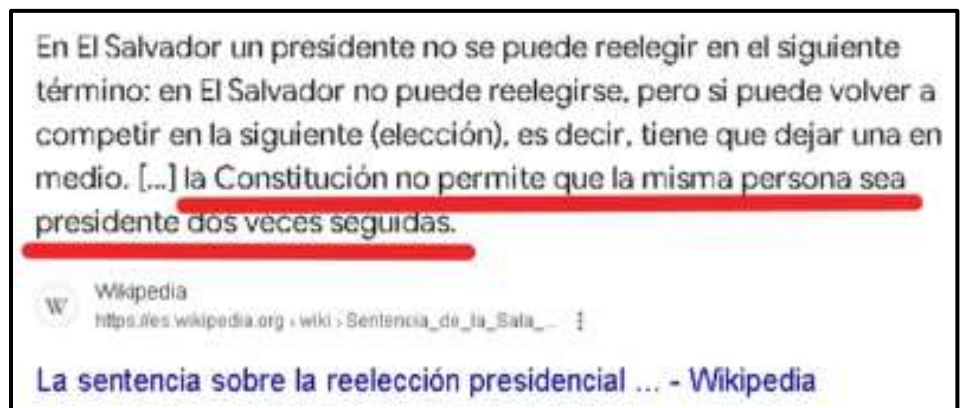 En El Salvador un presidente no se puede reelegir en el siguiente
término: en El Salvador no puede reelegirse, pero si puede volver a
competir en la siguiente (elección), es decir, tiene que dejar una en
medio. [...] la Constitución no permite que la misma persona sea
presidente dos veces seguidas.
W
Wikipedia
https://es.wikipedia.org › wiki › Sentencia_de_la_Sala_...
La sentencia sobre la reelección presidencial ... - Wikipedia